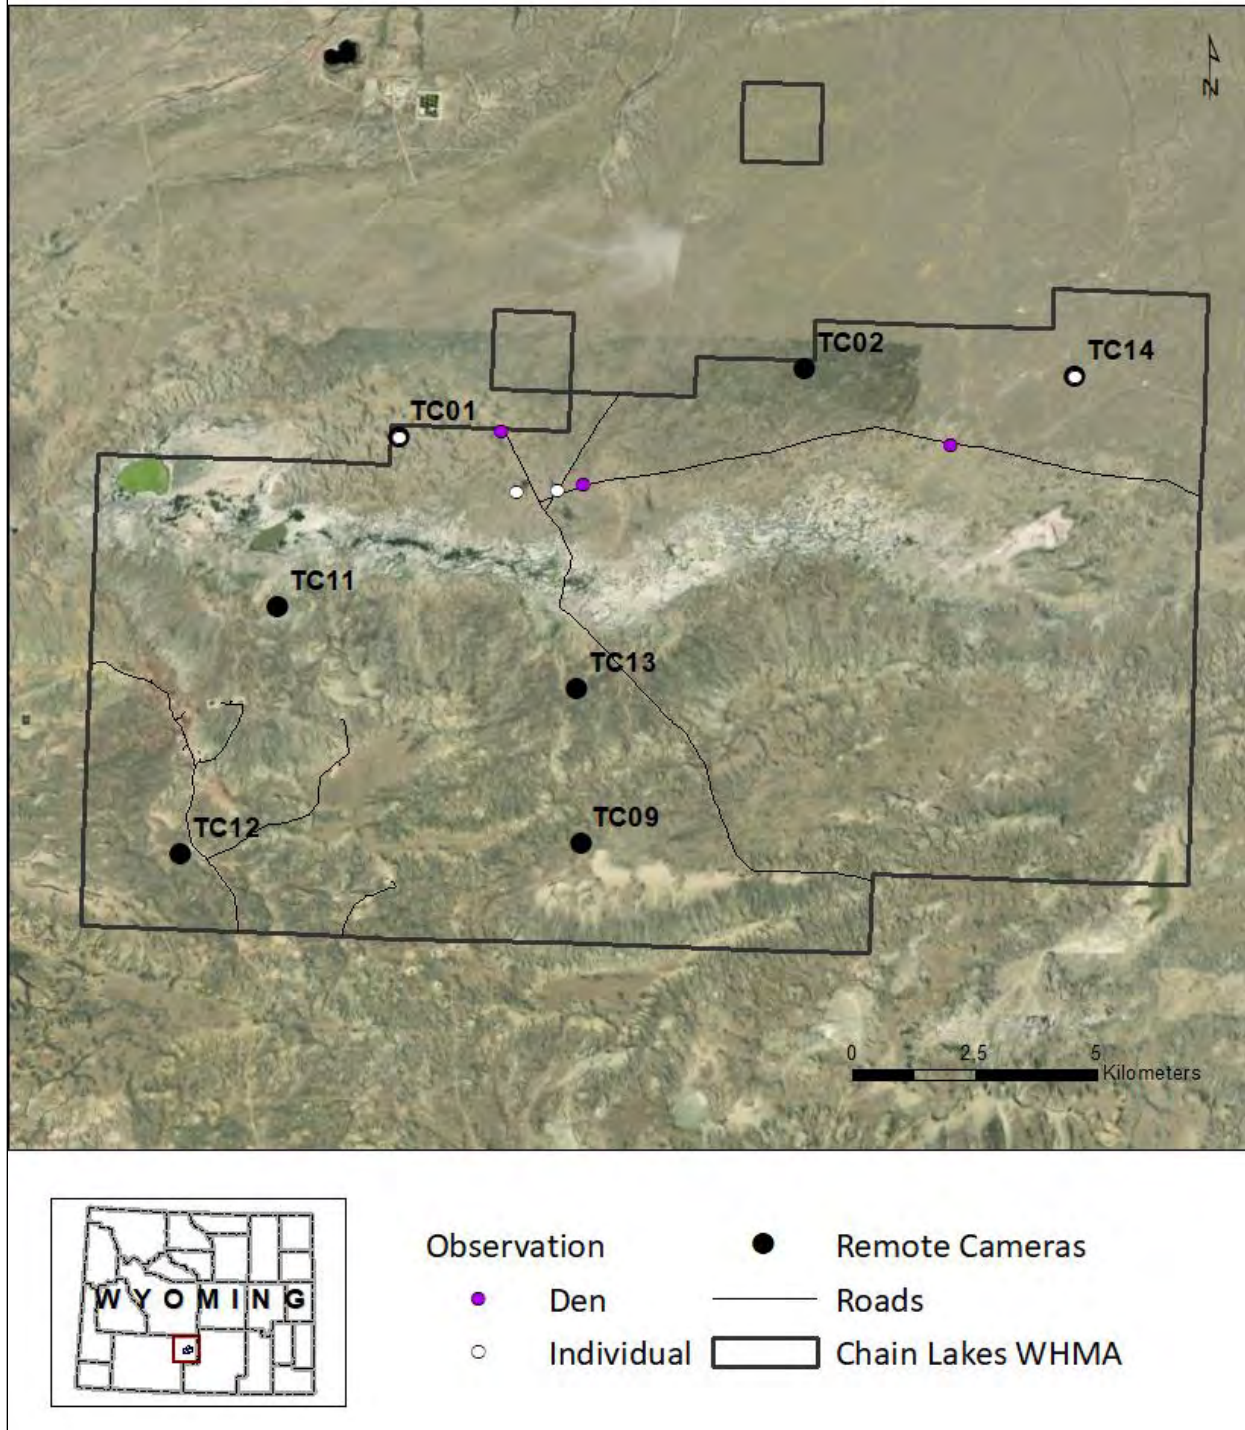 N
TC02
TC14
TC01
TC11
TC13
TC09
TC12
0 2.5 5
Kilometers
WYOMING
Observation
Den
Individual
Remote Cameras
Roads
Chain Lakes WHMA